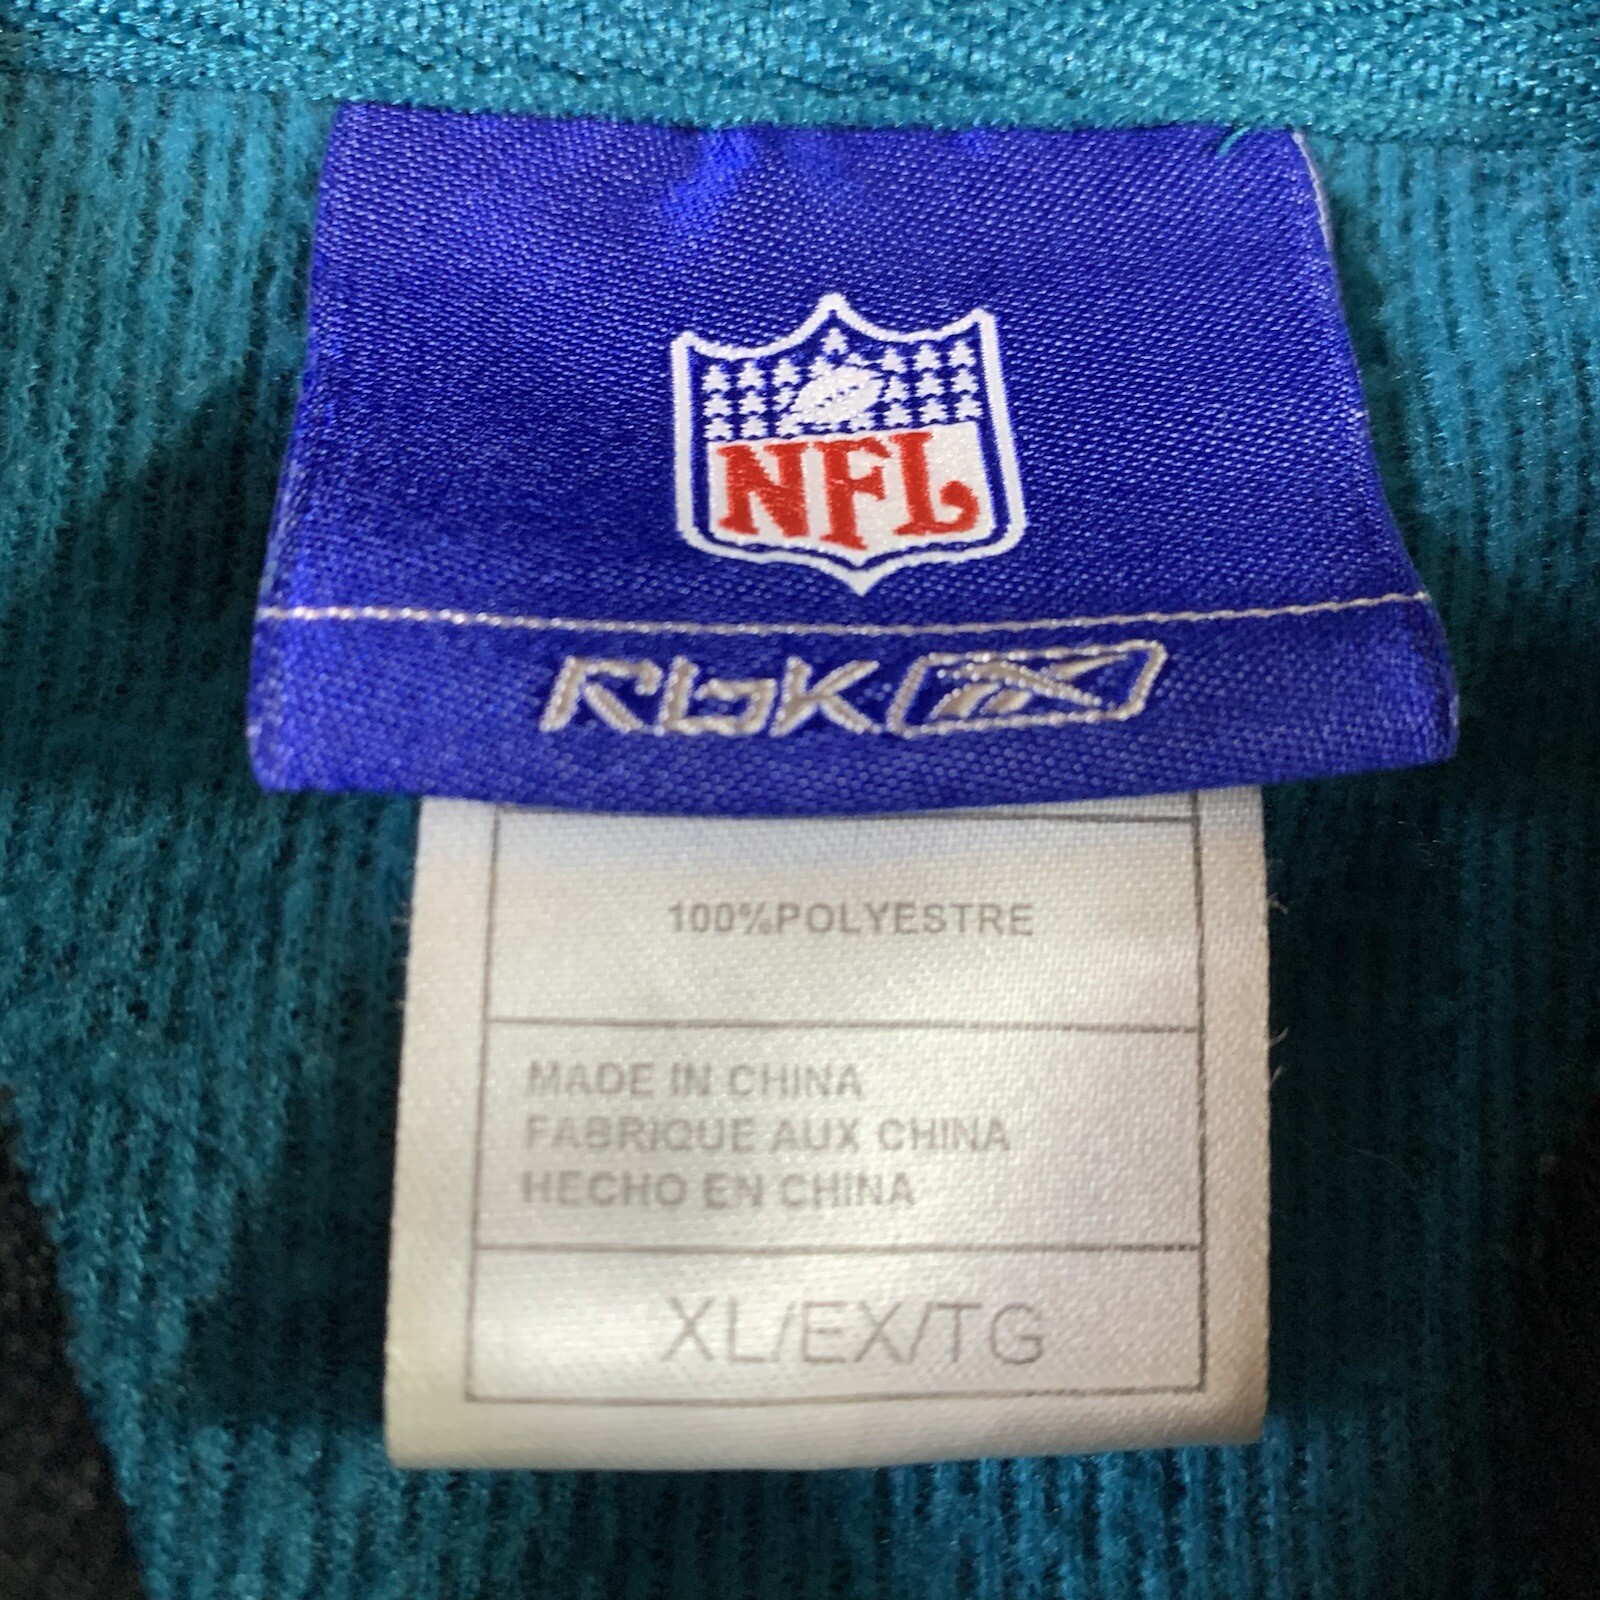 NFL
Rbk
100%POLYESTRE
MADE IN CHINA
FABRIQUE AUX CHINA
HECHO EN CHINA
XL/EX/TG